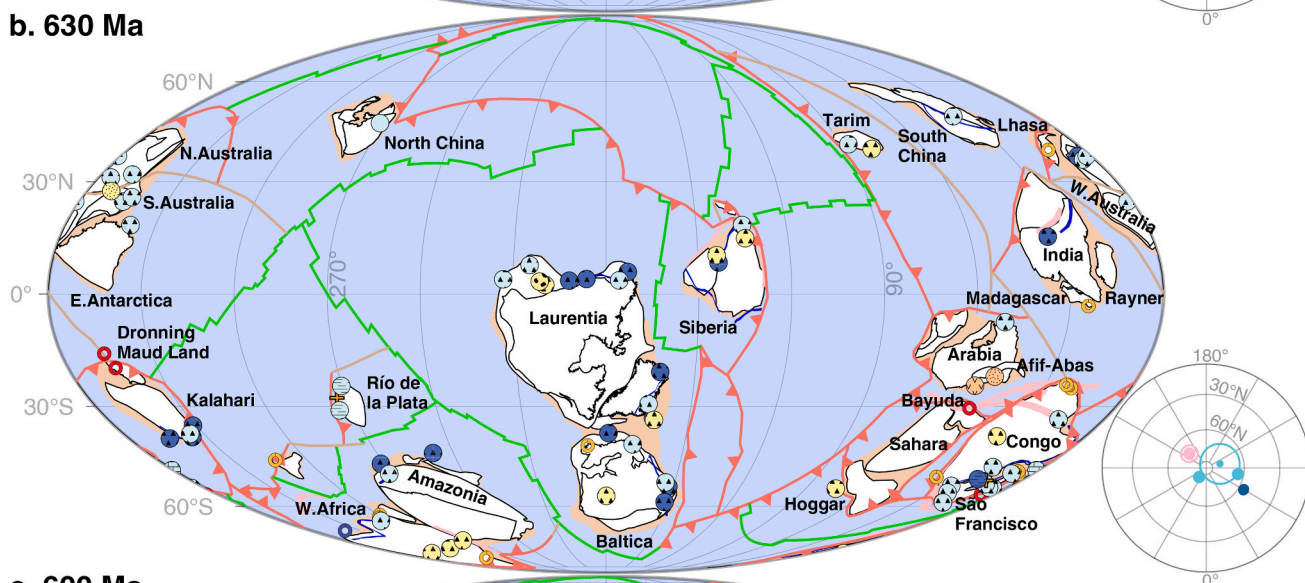 0°
b. 630 Ma
60°N
Tarim
South
China
Lhasa
North China
N.Australia
30°N
S.Australia
W.Australia
India
270°
90°
0°
E.Antarctica
Madagascar
Rayner
Laurentia
Siberia
Dronning
Maud Land
Arabia
Afif-Abas
180°
30°N
60°N
Río de
la Plata
30°S
Kalahari
Bayuda
Sahara
Congo
Amazonia
60°S
W.Africa
Hoggar
São
Francisco
Baltica
0°